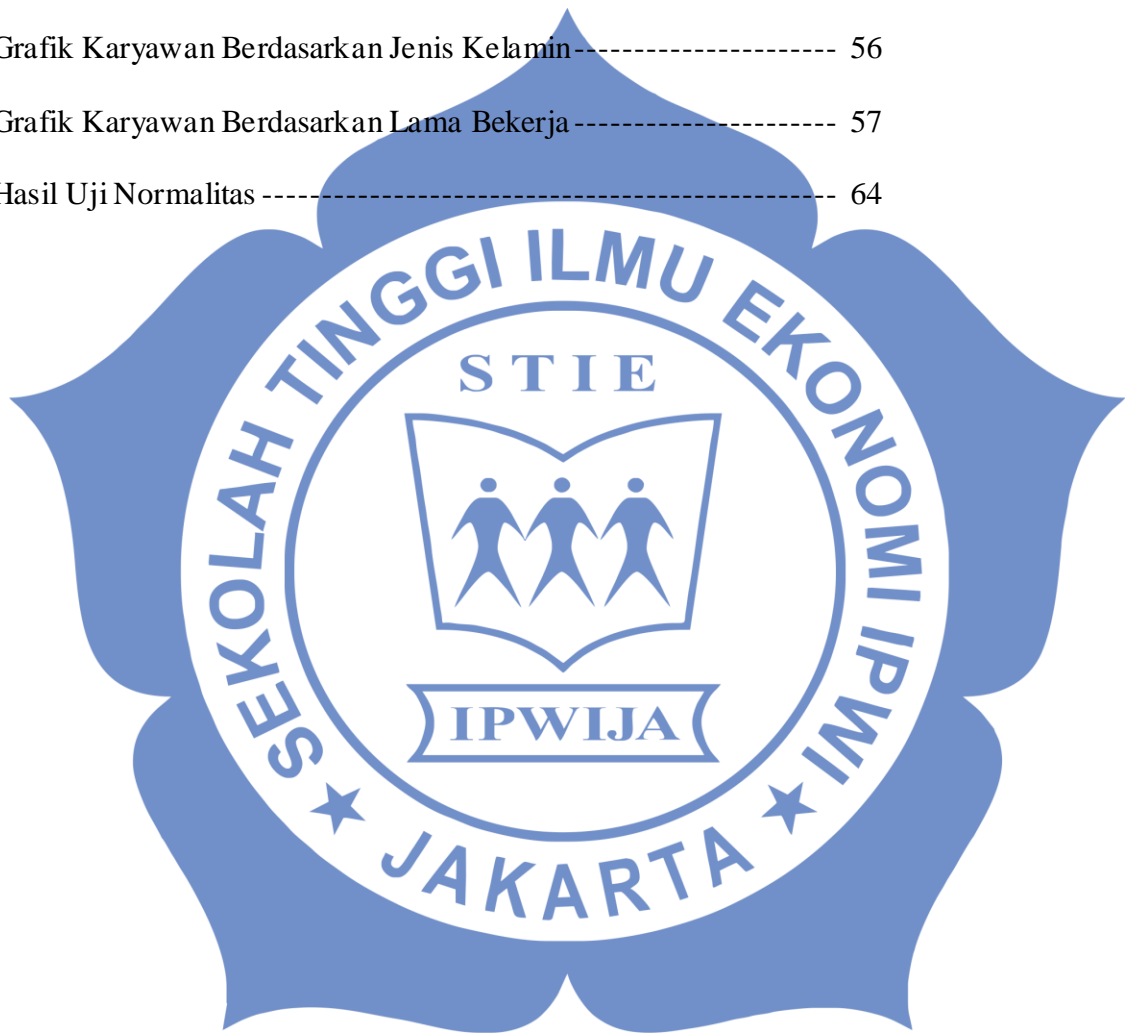 Grafik Karyawan Berdasarkan Jenis Kelamin---------------------- 56
Grafik Karyawan Berdasarkan Lama Bekerja---------------------- 57
Hasil Uji Normalitas ------------------------------------------------ 64
SEKOLAH TINGGI ILMU EKONOMI IPWI
STIE
IPWIJA
★ JAKARTA ★